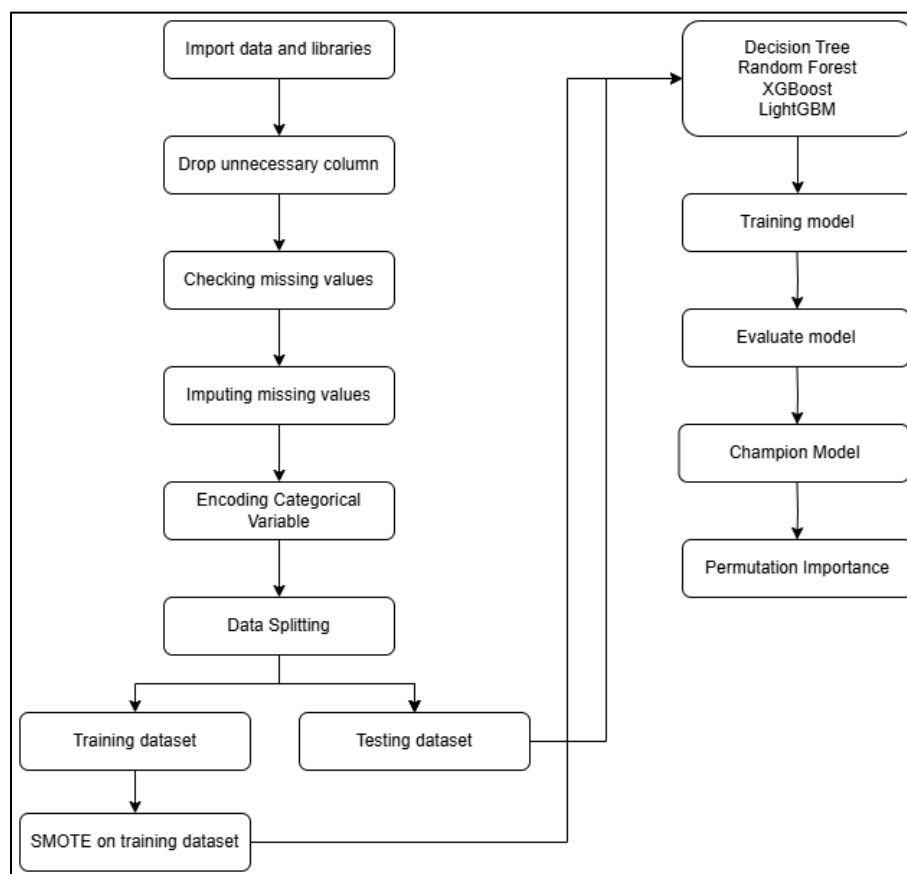 Import data and libraries
Drop unnecessary column
Checking missing values
Imputing missing values
Encoding Categorical
Variable
Data Splitting
Training dataset
Testing dataset
SMOTE on training dataset
Decision Tree
Random Forest
XGBoost
LightGBM
Training model
Evaluate model
Champion Model
Permutation Importance